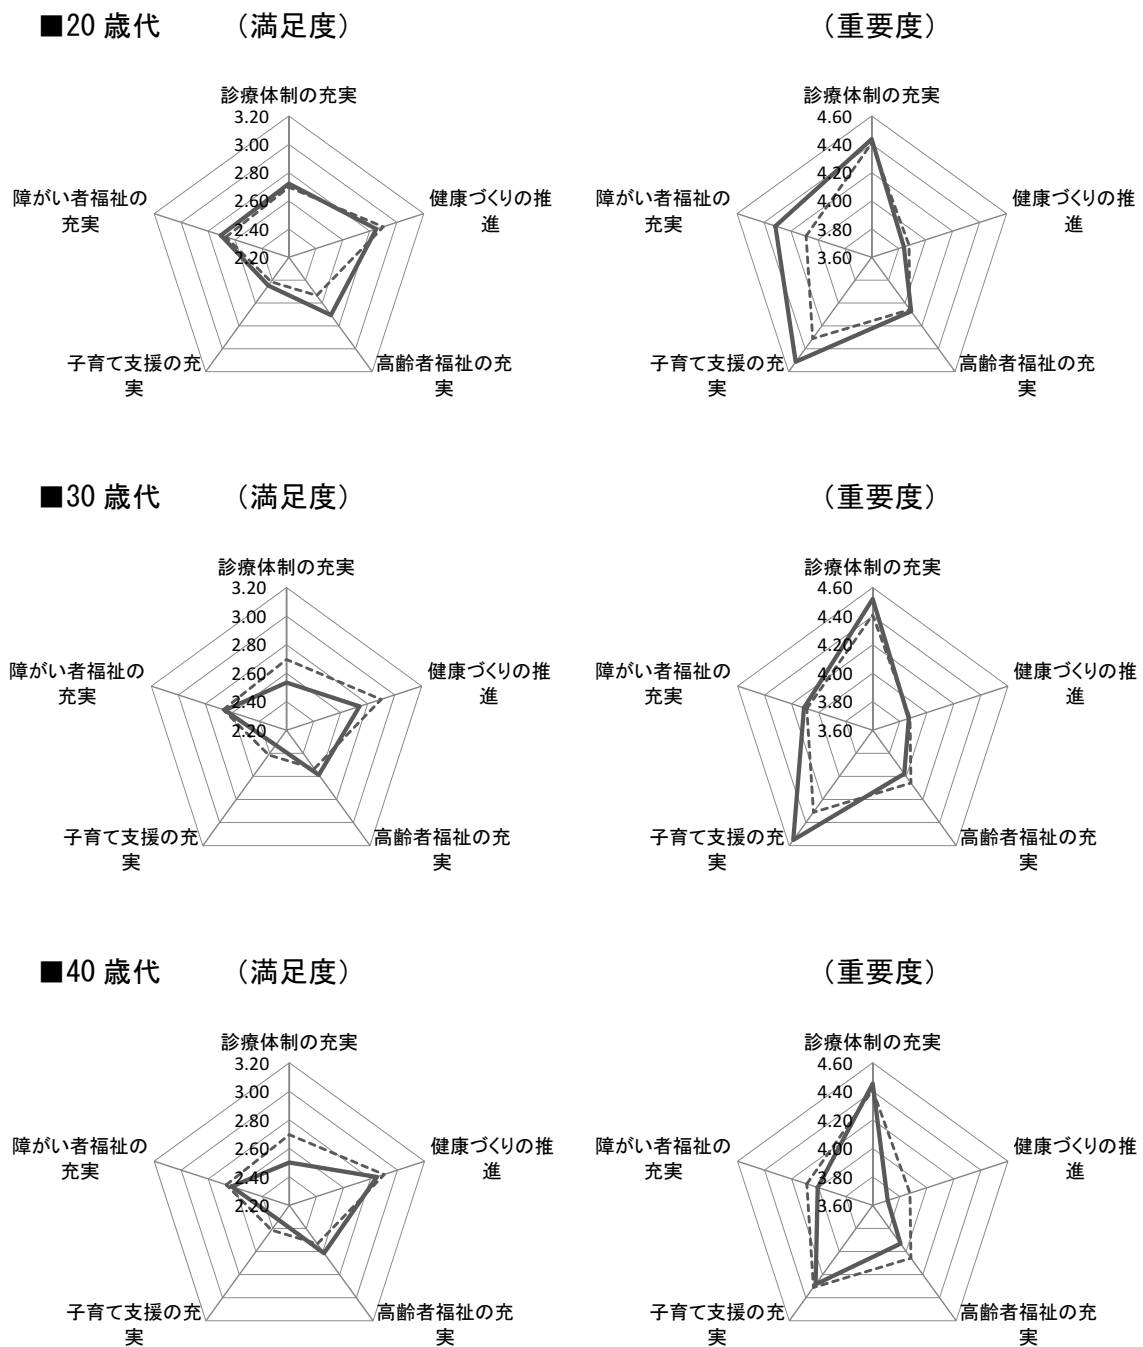 ■20 歳代 （満足度） （重要度）
診療体制の充実
3.20
3.00
2.80
2.60
2.40
2.20
健康づくりの推
進
高齢者福祉の充
実
子育て支援の充
実
障がい者福祉の
充実
診療体制の充実
4.60
4.40
4.20
4.00
3.80
3.60
健康づくりの推
進
高齢者福祉の充
実
子育て支援の充
実
障がい者福祉の
充実
■30 歳代 （満足度） （重要度）
診療体制の充実
3.20
3.00
2.80
2.60
2.40
2.20
健康づくりの推
進
高齢者福祉の充
実
子育て支援の充
実
障がい者福祉の
充実
診療体制の充実
4.60
4.40
4.20
4.00
3.80
3.60
健康づくりの推
進
高齢者福祉の充
実
子育て支援の充
実
障がい者福祉の
充実
■40 歳代 （満足度） （重要度）
診療体制の充実
3.20
3.00
2.80
2.60
2.40
2.20
健康づくりの推
進
高齢者福祉の充
実
子育て支援の充
実
障がい者福祉の
充実
診療体制の充実
4.60
4.40
4.20
4.00
3.80
3.60
健康づくりの推
進
高齢者福祉の充
実
子育て支援の充
実
障がい者福祉の
充実